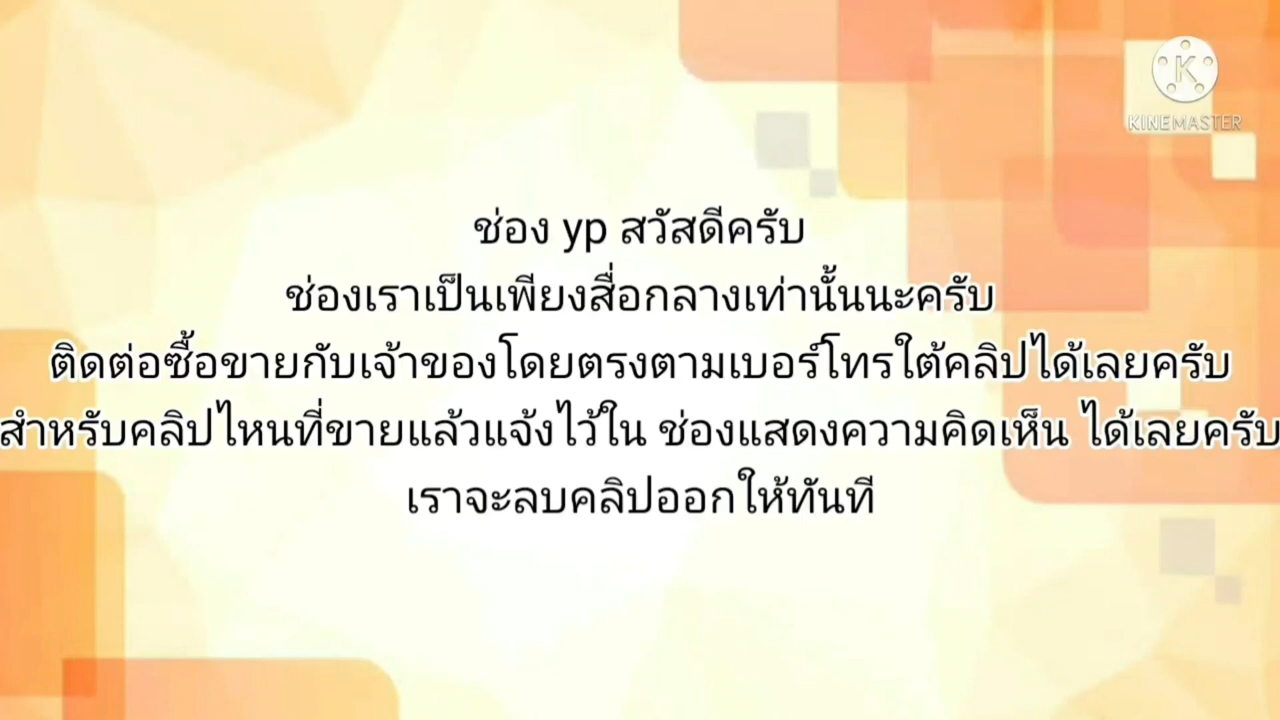 KINEMASTER
ช่อง yp สวัสดีครับ
ช่องเราเป็นเพียงสื่อกลางเท่านั้นนะครับ
ติดต่อซื้อขายกับเจ้าของโดยตรงตามเบอร์โทรใต้คลิปได้เลยครับ
สำหรับคลิปไหนที่ขายแล้วแจ้งไว้ใน ช่องแสดงความคิดเห็น ได้เลยครับ
เราจะลบคลิปออกให้ทันที